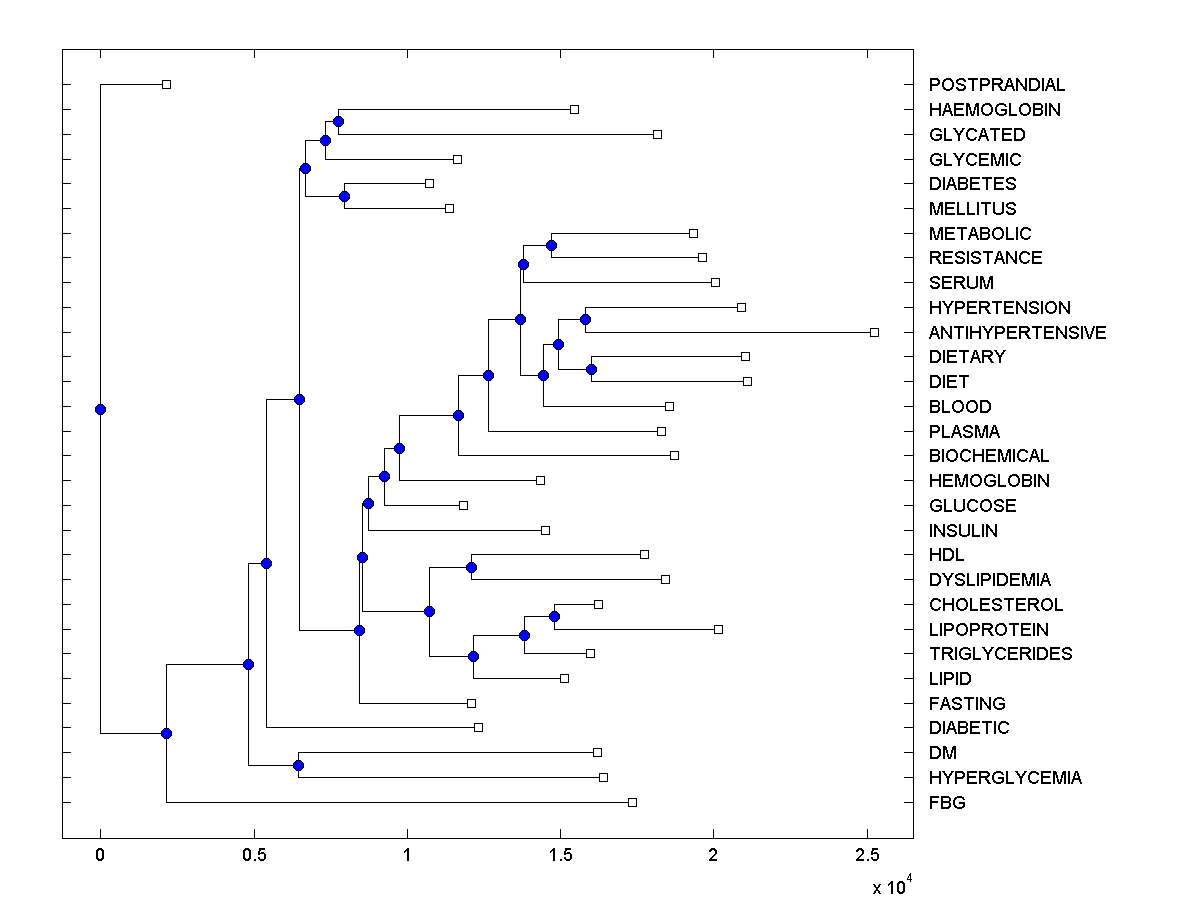 POSTPRANDIAL
HAEMOGLOBIN
GLYCATED
GLYCEMIC
DIABETES
MELLITUS
METABOLIC
RESISTANCE
SERUM
HYPERTENSION
ANTIHYPERTENSIVE
DIETARY
DIET
BLOOD
PLASMA
BIOCHEMICAL
HEMOGLOBIN
GLUCOSE
INSULIN
HDL
DYSLIPIDEMIA
CHOLESTEROL
LIPOPROTEIN
TRIGLYCERIDES
LIPID
FASTING
DIABETIC
DM
HYPERGLYCEMIA
FBG
0 0.5 1 1.5 2 2.5
x 10^4